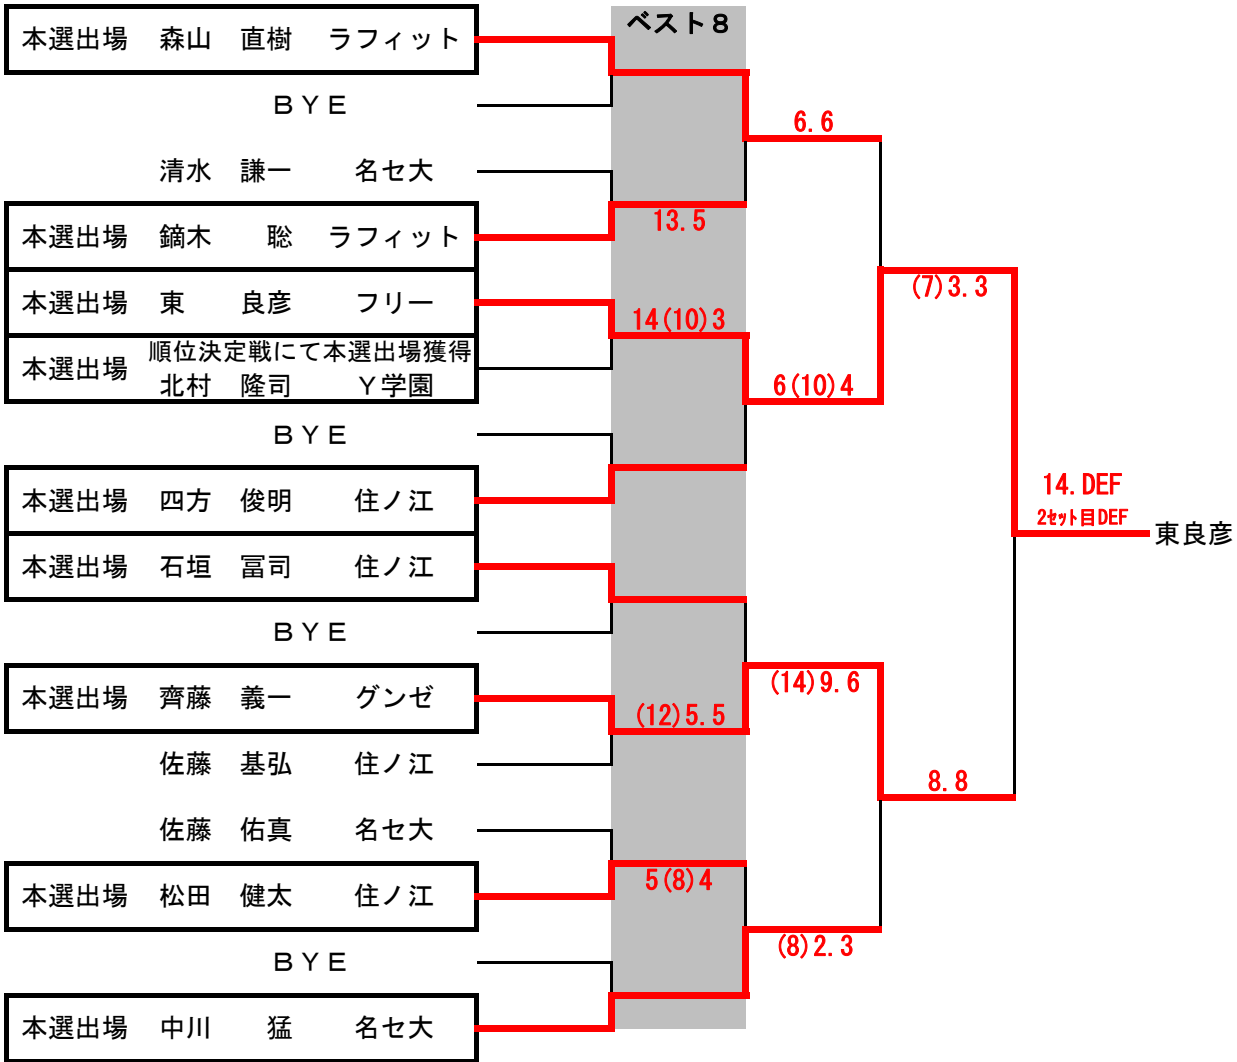 ベスト８
本選出場 森山 直樹 ラフィット
ＢＹＥ
6.6
清水 謙一 名セ大
13.5
本選出場 鏑木 聡 ラフィット
(7)3.3
本選出場 東 良彦 フリー
14(10)3
順位決定戦にて本選出場獲得
本選出場 北村 隆司 Ｙ学園
6(10)4
ＢＹＥ
本選出場 四方 俊明 住ノ江
14.DEF
2セット目DEF
東良彦
本選出場 石垣 冨司 住ノ江
ＢＹＥ
(14)9.6
本選出場 齊藤 義一 グンゼ
(12)5.5
佐藤 基弘 住ノ江
8.8
佐藤 佑真 名セ大
5(8)4
本選出場 松田 健太 住ノ江
(8)2.3
ＢＹＥ
本選出場 中川 猛 名セ大